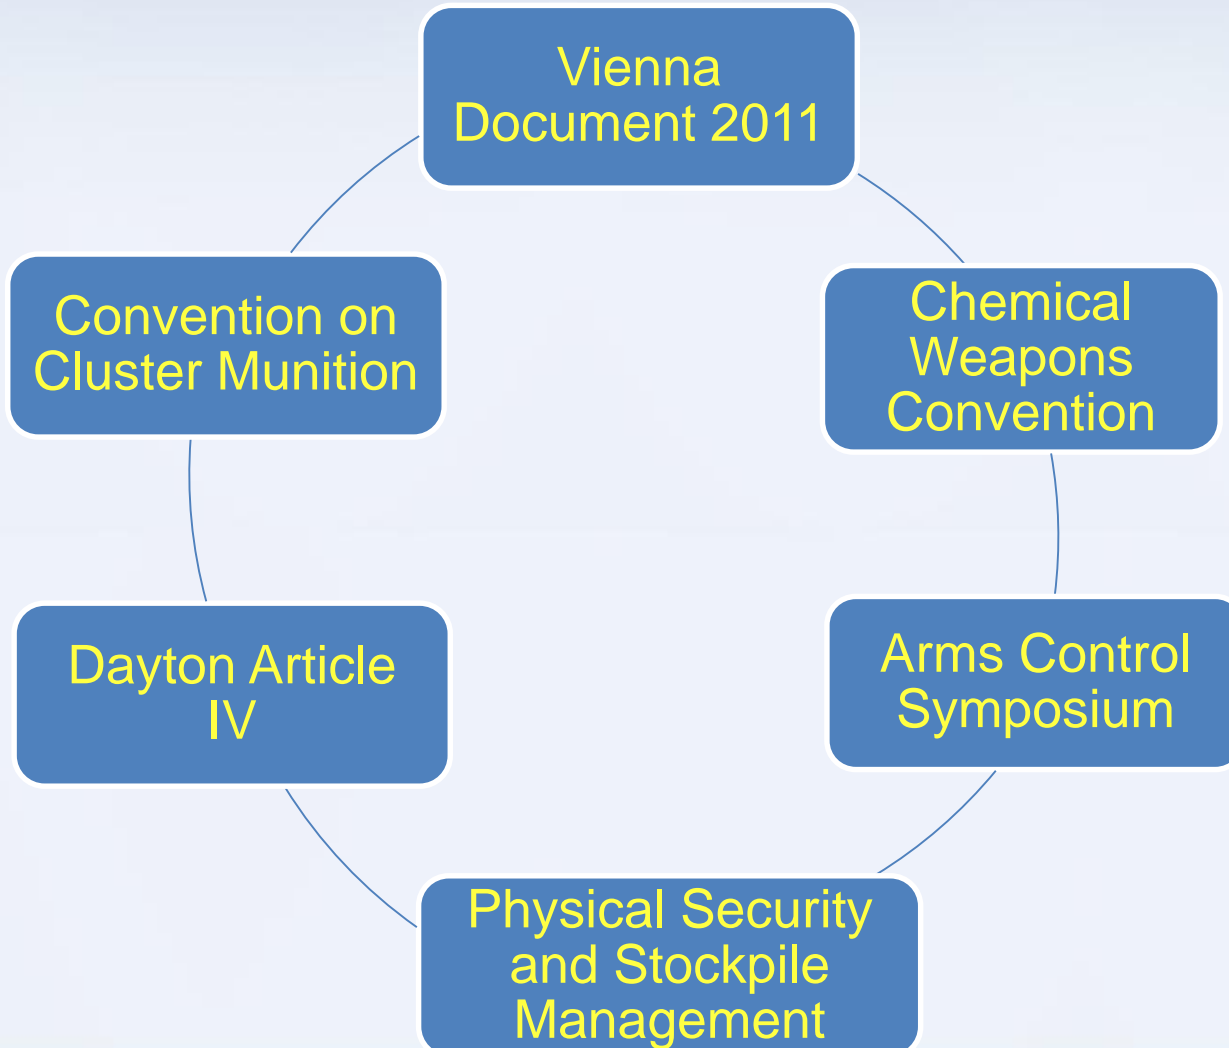 Vienna
Document 2011
Convention on
Cluster Munition
Chemical
Weapons
Convention
Dayton Article
IV
Arms Control
Symposium
Physical Security
and Stockpile
Management